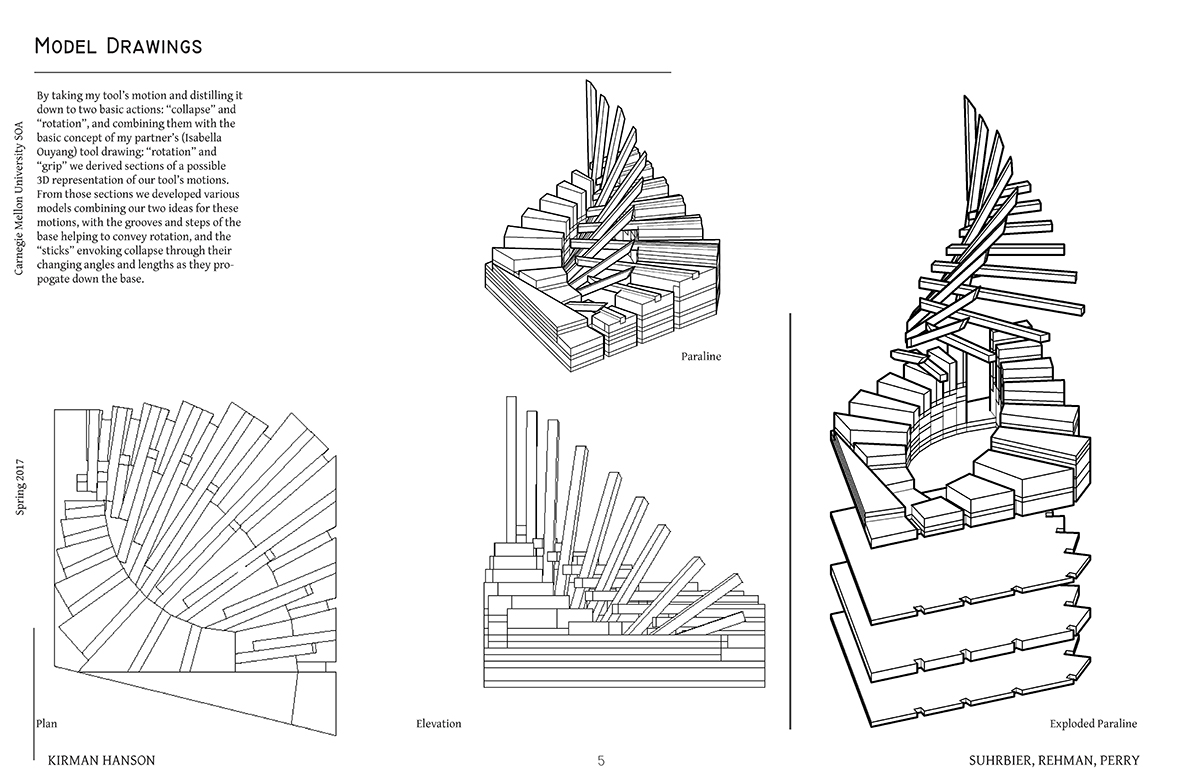 MODEL DRAWINGS
By taking my tool's motion and distilling it
down to two basic actions: "collapse" and
"rotation", and combining them with the
basic concept of my partner's (Isabella
Ouyang) tool drawing: "rotation" and
"grip" we derived sections of a possible
3D representation of our tool's motions.
From those sections we developed various
models combining our two ideas for these
motions, with the grooves and steps of the
base helping to convey rotation, and the
"sticks" envoking collapse through their
changing angles and lengths as they pro-
pogate down the base.
Carnegie Mellon University SOA
Spring 2017
Paraline
Plan
Elevation
Exploded Paraline
KIRMAN HANSON
5
SUHRBIER, REHMAN, PERRY